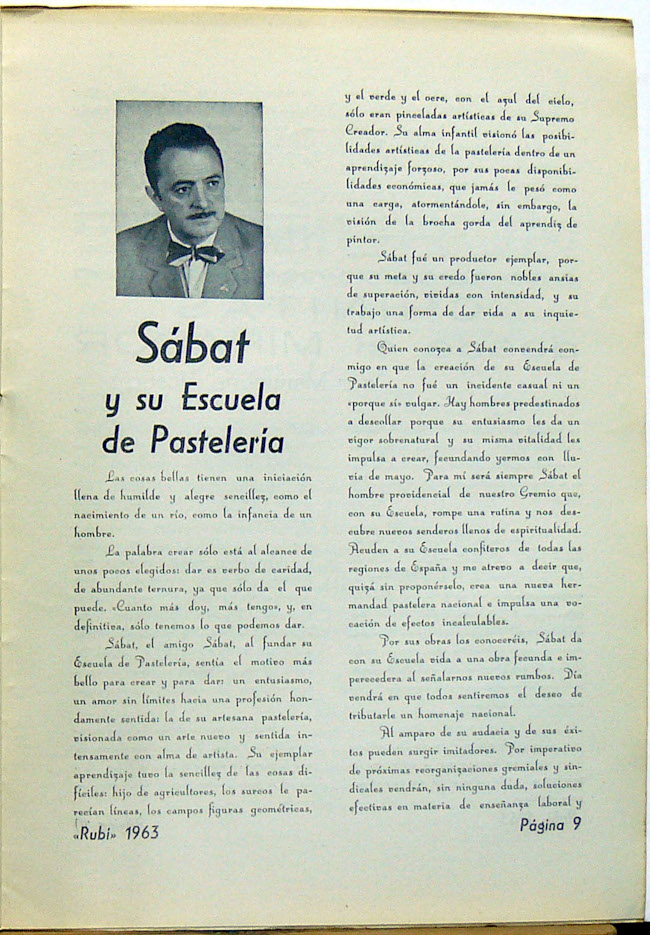 Sábat
y su Escuela
de Pastelería
Las cosas bellas tienen una iniciación
llena de humilde y alegre sencillez, como el
nacimiento de un río, como la infancia de un
hombre.
La palabra crear sólo está al alcance de
unos pocos elegidos: dar es verbo de caridad,
de abundante ternura, ya que sólo da el que
puede. «Cuanto más doy, más tengo», y, en
definitiva, sólo tenemos lo que podemos dar.
Sábat, el amigo Sábat, al fundar su
Escuela de Pastelería, sentía el motivo más
bello para crear y para dar: un entusiasmo,
un amor sin límites hacia una profesión hon-
damente sentida: la de su artesana pastelería,
visionada como un arte nuevo y sentida in-
tensamente con alma de artista. Su ejemplar
aprendizaje tuvo la sencillez de las cosas di-
fíciles: hijo de agricultores, los surcos le pa-
recían líneas, los campos figuras geométricas,
y el verde y el ocre, con el azul del cielo,
sólo eran pinceladas artísticas de su Supremo
Creador. Su alma infantil visionó las posibi-
lidades artísticas de la pastelería dentro de un
aprendizaje forzoso, por sus pocas disponibi-
lidades económicas, que jamás le pesó como
una carga, atormentándole, sin embargo, la
visión de la brocha gorda del aprendiz de
pintor.
Sábat fué un productor ejemplar, por-
que su meta y su credo fueron nobles ansias
de superación, vividas con intensidad, y su
trabajo una forma de dar vida a su inquie-
tud artística.
Quien conozca a Sábat convendrá con-
migo en que la creación de su Escuela de
Pastelería no fué un incidente casual ni un
«porque sí» vulgar. Hay hombres predestinados
a descollar porque su entusiasmo les da un
vigor sobrenatural y su misma vitalidad les
impulsa a crear, fecundando yermos con llu-
via de mayo. Para mí será siempre Sábat el
hombre providencial de nuestro Gremio que,
con su Escuela, rompe una rutina y nos des-
cubre nuevos senderos llenos de espiritualidad.
Acuden a su Escuela confiteros de todas las
regiones de España y me atrevo a decir que,
quizá sin proponérselo, crea una nueva her-
mandad pastelera nacional e impulsa una vo-
cación de efectos incalculables.
Por sus obras los conoceréis, Sábat da
con su Escuela vida a una obra fecunda e im-
perecedera al señalarnos nuevos rumbos. Día
vendrá en que todos sentiremos el deseo de
tributarle un homenaje nacional.
Al amparo de su audacia y de sus éxi-
tos pueden surgir imitadores. Por imperativo
de próximas reorganizaciones gremiales y sin-
dicales vendrán, sin ninguna duda, soluciones
efectivas en materia de enseñanza laboral y
«Rubi» 1963
Página 9